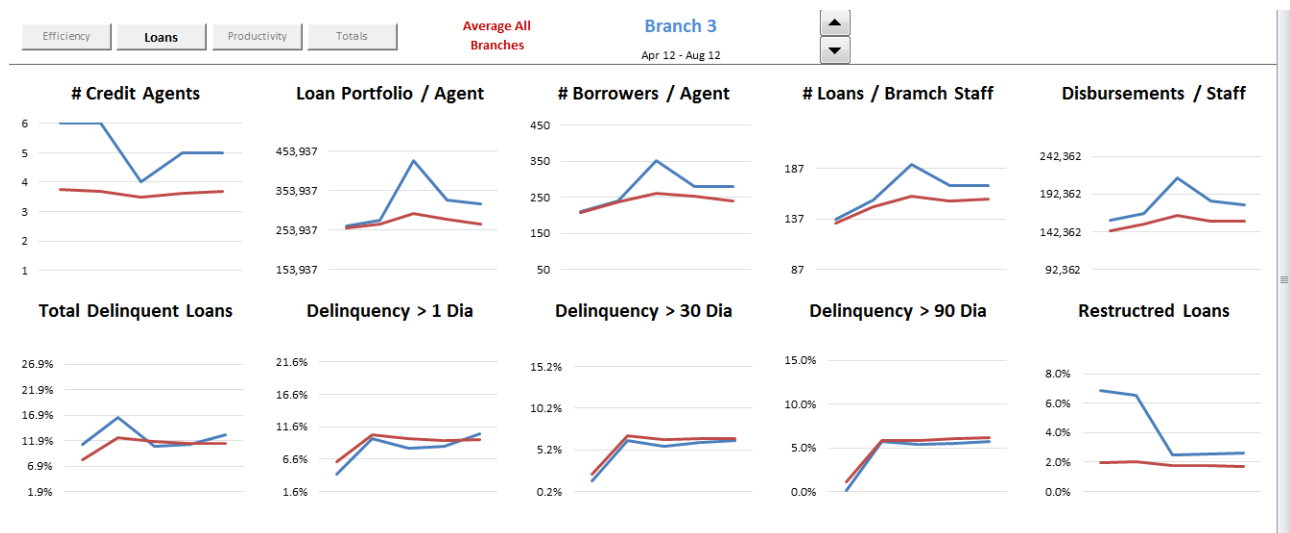 Efficiency
Loans
Productivity
Totals
Average All
Branches
Branch 3
Apr 12 - Aug 12
# Credit Agents
6
5
4
3
2
1
Loan Portfolio / Agent
453,937
353,937
253,937
153,937
# Borrowers / Agent
450
350
250
150
50
# Loans / Bramch Staff
187
137
87
Disbursements / Staff
242,362
192,362
142,362
92,362
Total Delinquent Loans
26.9%
21.9%
16.9%
11.9%
6.9%
1.9%
Delinquency > 1 Dia
21.6%
16.6%
11.6%
6.6%
1.6%
Delinquency > 30 Dia
15.2%
10.2%
5.2%
0.2%
Delinquency > 90 Dia
15.0%
10.0%
5.0%
0.0%
Restructred Loans
8.0%
6.0%
4.0%
2.0%
0.0%